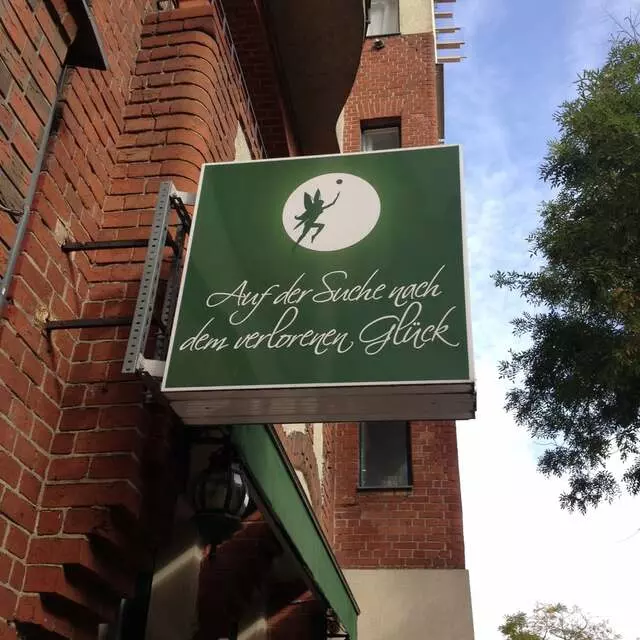 Auf der Suche nach
dem verlorenen Glück